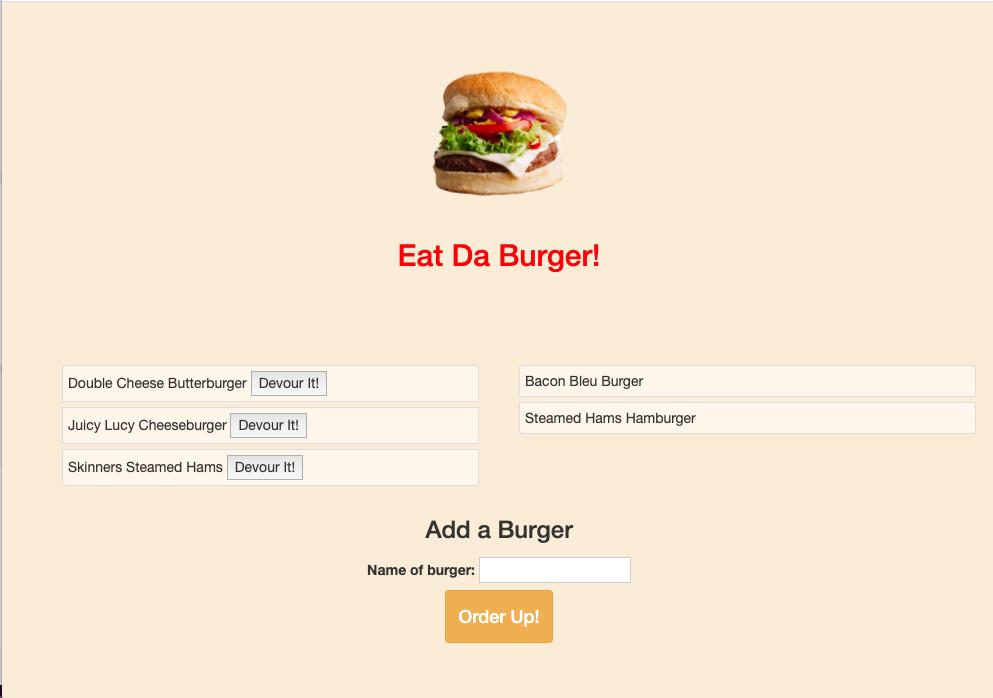 Eat Da Burger!
Double Cheese Butterburger Devour It!
Juicy Lucy Cheeseburger Devour It!
Skinners Steamed Hams Devour It!
Bacon Bleu Burger
Steamed Hams Hamburger
Add a Burger
Name of burger:
Order Up!